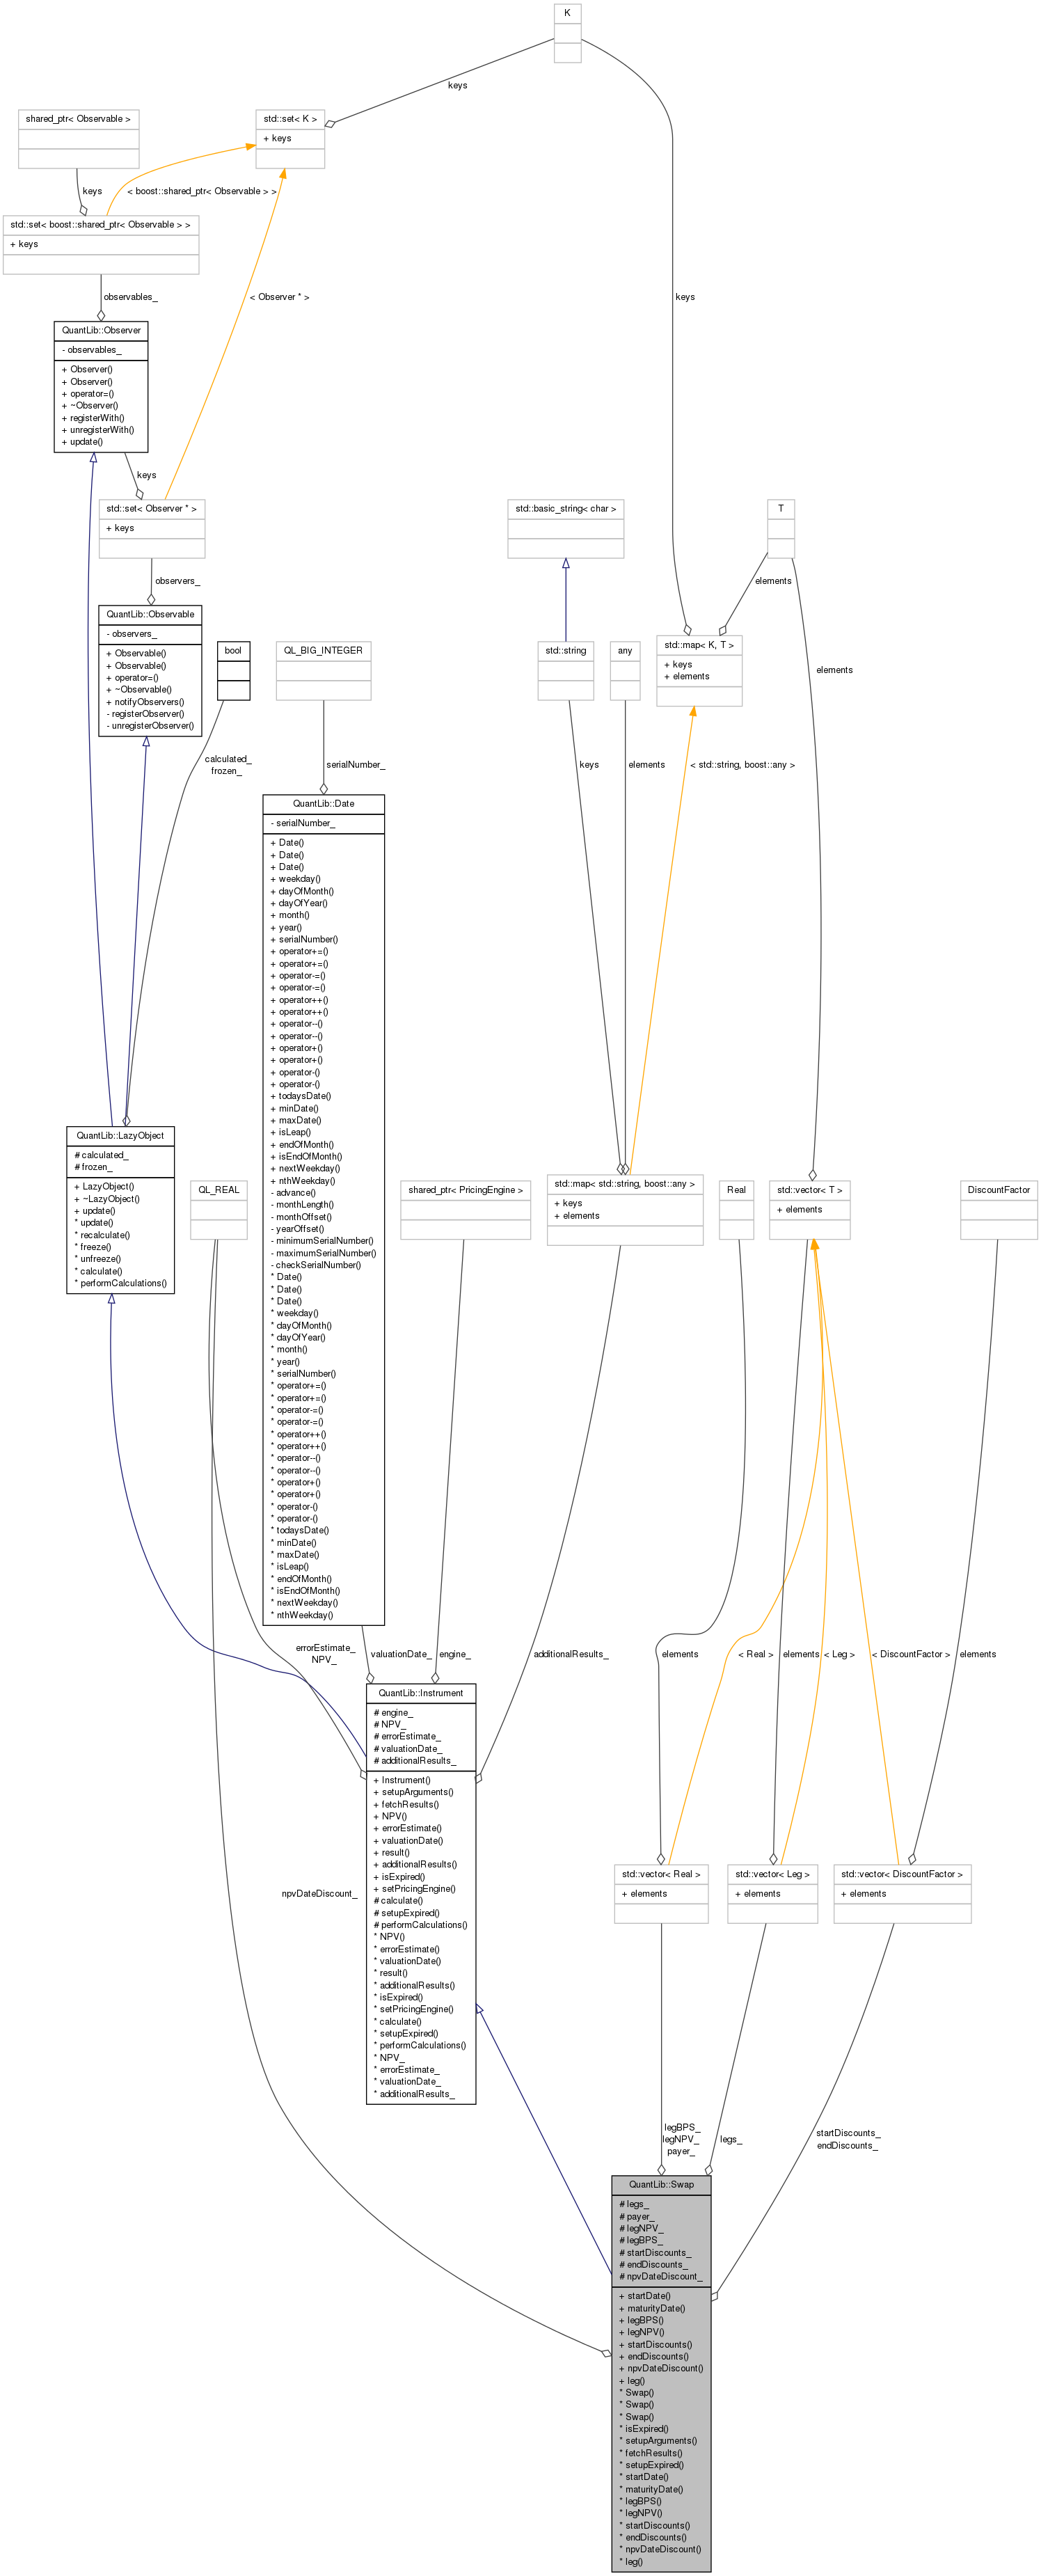 K
keys
shared_ptr< Observable >
std::set< K >
+ keys
keys
< boost::shared_ptr< Observable > >
std::set< boost::shared_ptr< Observable > >
+ keys
observables_
< Observer * >
keys
QuantLib::Observer
- observables_
+ Observer()
+ Observer()
+ operator=()
+ ~Observer()
+ registerWith()
+ unregisterWith()
+ update()
keys
std::set< Observer * >
+ keys
std::basic_string< char >
T
observers_
elements
QuantLib::Observable
- observers_
+ Observable()
+ Observable()
+ operator=()
+ ~Observable()
+ notifyObservers()
- registerObserver()
- unregisterObserver()
bool
QL_BIG_INTEGER
std::string
any
std::map< K, T >
+ keys
+ elements
elements
calculated_
frozen_
serialNumber_
keys
elements
< std::string, boost::any >
QuantLib::Date
- serialNumber_
+ Date()
+ Date()
+ Date()
+ weekday()
+ dayOfMonth()
+ dayOfYear()
+ month()
+ year()
+ serialNumber()
+ operator+=()
+ operator+=()
+ operator-=()
+ operator-=()
+ operator++()
+ operator++()
+ operator--()
+ operator--()
+ operator+()
+ operator+()
+ operator-()
+ operator-()
+ todaysDate()
+ minDate()
+ maxDate()
+ isLeap()
+ endOfMonth()
+ isEndOfMonth()
+ nextWeekday()
+ nthWeekday()
- advance()
- monthLength()
- monthOffset()
- yearOffset()
- minimumSerialNumber()
- maximumSerialNumber()
- checkSerialNumber()
* Date()
* Date()
* Date()
* weekday()
* dayOfMonth()
* dayOfYear()
* month()
* year()
* serialNumber()
* operator+=()
* operator+=()
* operator-=()
* operator-=()
* operator++()
* operator++()
* operator--()
* operator--()
* operator+()
* operator+()
* operator-()
* operator-()
* todaysDate()
* minDate()
* maxDate()
* isLeap()
* endOfMonth()
* isEndOfMonth()
* nextWeekday()
* nthWeekday()
QuantLib::LazyObject
# calculated_
# frozen_
+ LazyObject()
+ ~LazyObject()
+ update()
* update()
* recalculate()
* freeze()
* unfreeze()
* calculate()
* performCalculations()
QL_REAL
shared_ptr< PricingEngine >
std::map< std::string, boost::any >
+ keys
+ elements
Real
std::vector< T >
+ elements
DiscountFactor
errorEstimate_
NPV_
valuationDate_
engine_
additionalResults_
elements
< Real >
elements
< Leg >
< DiscountFactor >
elements
QuantLib::Instrument
# engine_
# NPV_
# errorEstimate_
# valuationDate_
# additionalResults_
+ Instrument()
+ setupArguments()
+ fetchResults()
+ NPV()
+ errorEstimate()
+ valuationDate()
+ result()
+ additionalResults()
+ isExpired()
+ setPricingEngine()
# calculate()
# setupExpired()
# performCalculations()
* NPV()
* errorEstimate()
* valuationDate()
* result()
* additionalResults()
* isExpired()
* setPricingEngine()
* calculate()
* setupExpired()
* performCalculations()
* NPV_
* errorEstimate_
* valuationDate_
* additionalResults_
npvDateDiscount_
std::vector< Real >
+ elements
std::vector< Leg >
+ elements
std::vector< DiscountFactor >
+ elements
legBPS_
legNPV_
payer_
legs_
startDiscounts_
endDiscounts_
QuantLib::Swap
# legs_
# payer_
# legNPV_
# legBPS_
# startDiscounts_
# endDiscounts_
# npvDateDiscount_
+ startDate()
+ maturityDate()
+ legBPS()
+ legNPV()
+ startDiscounts()
+ endDiscounts()
+ npvDateDiscount()
+ leg()
* Swap()
* Swap()
* Swap()
* isExpired()
* setupArguments()
* fetchResults()
* setupExpired()
* startDate()
* maturityDate()
* legBPS()
* legNPV()
* startDiscounts()
* endDiscounts()
* npvDateDiscount()
* leg()